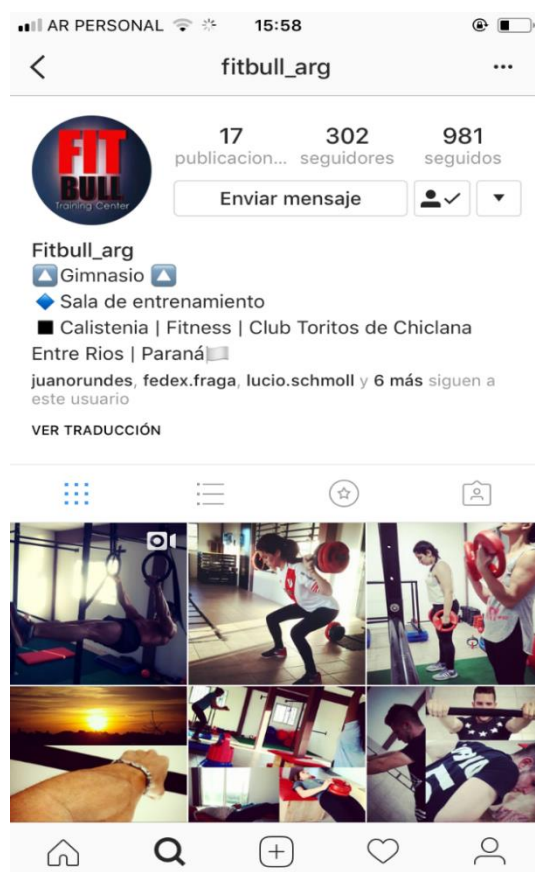 AR PERSONAL 15:58
fitbull_arg
17 302 981
publicacion... seguidores seguidos
FIT
BULL
Training Center
Enviar mensaje
Fitbull_arg
Gimnasio
Sala de entrenamiento
Calistenia | Fitness | Club Toritos de Chiclana
Entre Rios | Paraná
juanorundes, fedex.fraga, lucio.schmoll y 6 más siguen a
este usuario
VER TRADUCCIÓN